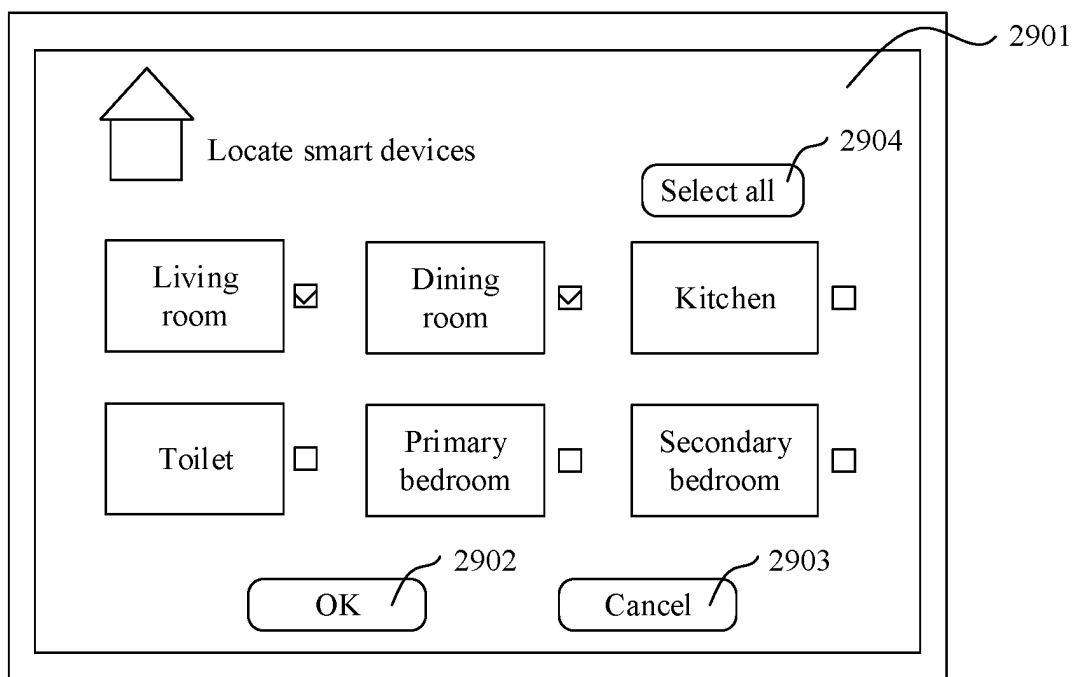 2901
2904
Locate smart devices
Select all
Living
room
Dining
room
Kitchen
Toilet
Primary
bedroom
Secondary
bedroom
2902
2903
OK
Cancel